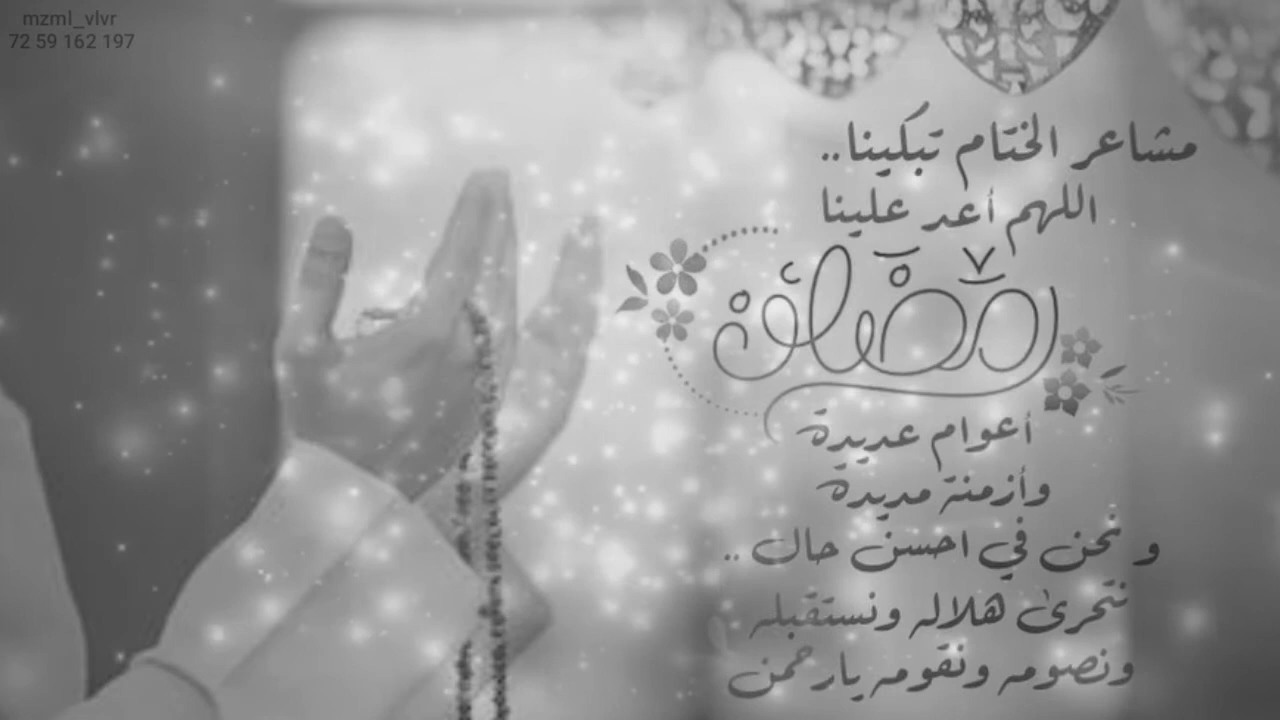 mzml_vlvr
72 59 162 197
مشاعر الختام تبكينا..
اللهم أعد علينا
رمضان
أعوام عديدة
وأزمنة مديدة
و نحن في احسن حال ..
نتحرى هلاله ونستقبله
ونصومه ونقومه يارحمن